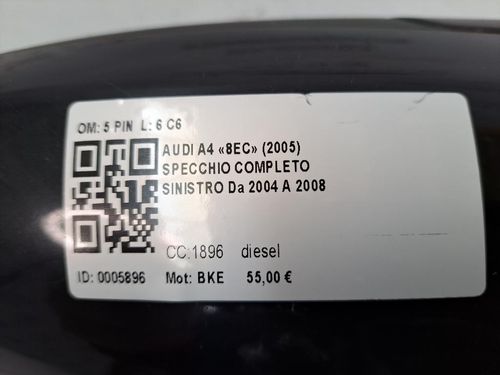 OM: 5 PIN L: 6 C6
AUDI A4 «8EC» (2005)
SPECCHIO COMPLETO
SINISTRO Da 2004 A 2008
CC:1896 diesel
ID: 0005896 Mot: BKE 55,00 €